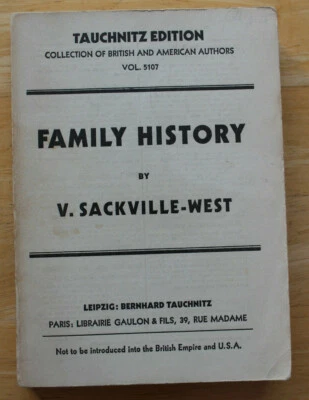 TAUCHNITZ EDITION
COLLECTION OF BRITISH AND AMERICAN AUTHORS
VOL. 5107
FAMILY HISTORY
BY
V. SACKVILLE-WEST
LEIPZIG: BERNHARD TAUCHNITZ
PARIS: LIBRAIRIE GAULON & FILS, 39, RUE MADAME
Not to be introduced into the British Empire and U.S.A.